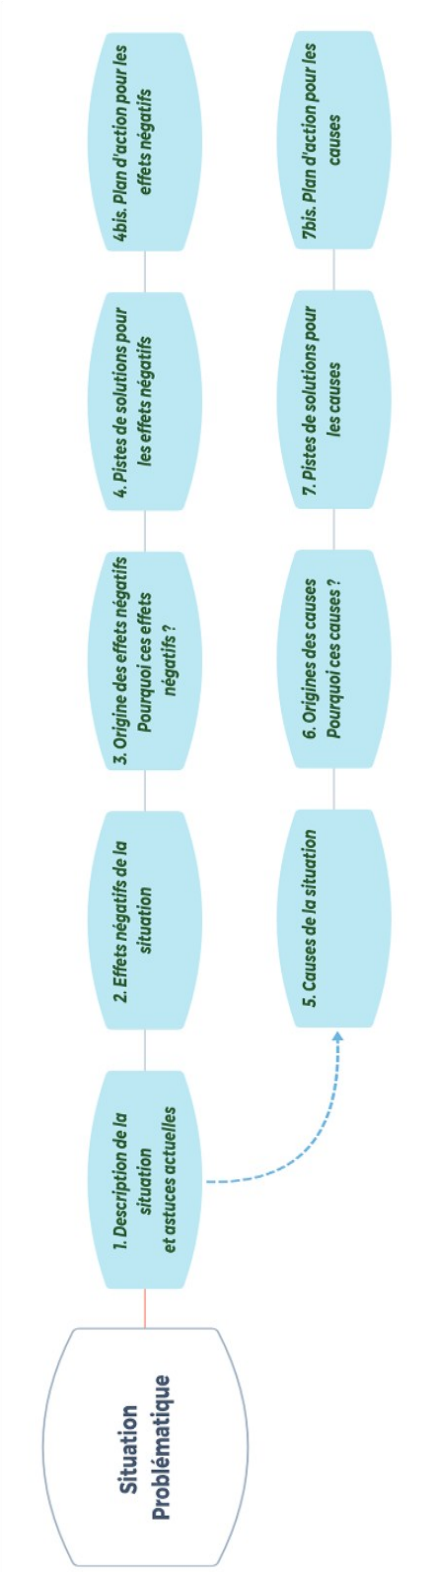 Situation
Problématique
1. Description de la
situation
et astuces actuelles
2. Effets négatifs de la
situation
3. Origine des effets négatifs
Pourquoi ces effets
négatifs ?
4. Pistes de solutions pour
les effets négatifs
4bis. Plan d'action pour les
effets négatifs
5. Causes de la situation
6. Origines des causes
Pourquoi ces causes ?
7. Pistes de solutions pour
les causes
7bis. Plan d'action pour les
causes